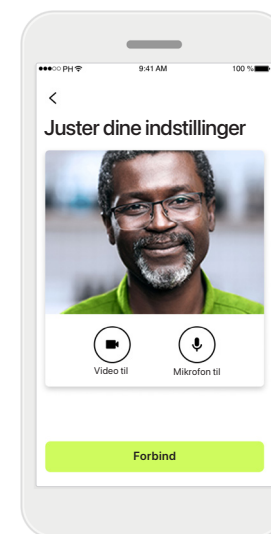 PH 9:41 AM 100 %
Juster dine indstillinger
Video til Mikrofon til
Forbind